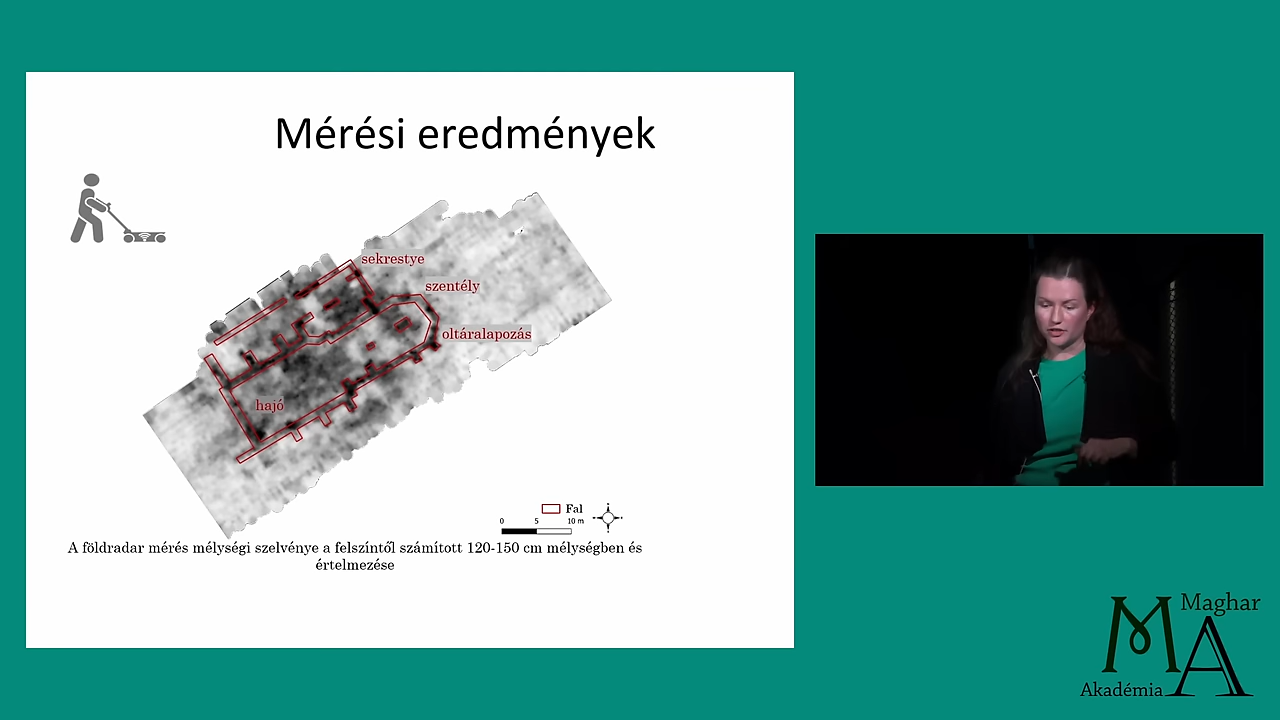 Mérési eredmények
sekrestye
szentély
oltáralapozás
hajó
Fal
0 5 10 m
A földradar mérés mélységi szelvénye a felszíntől számított 120-150 cm mélységben és
értelmezése
Maghar
MA
Akadémia